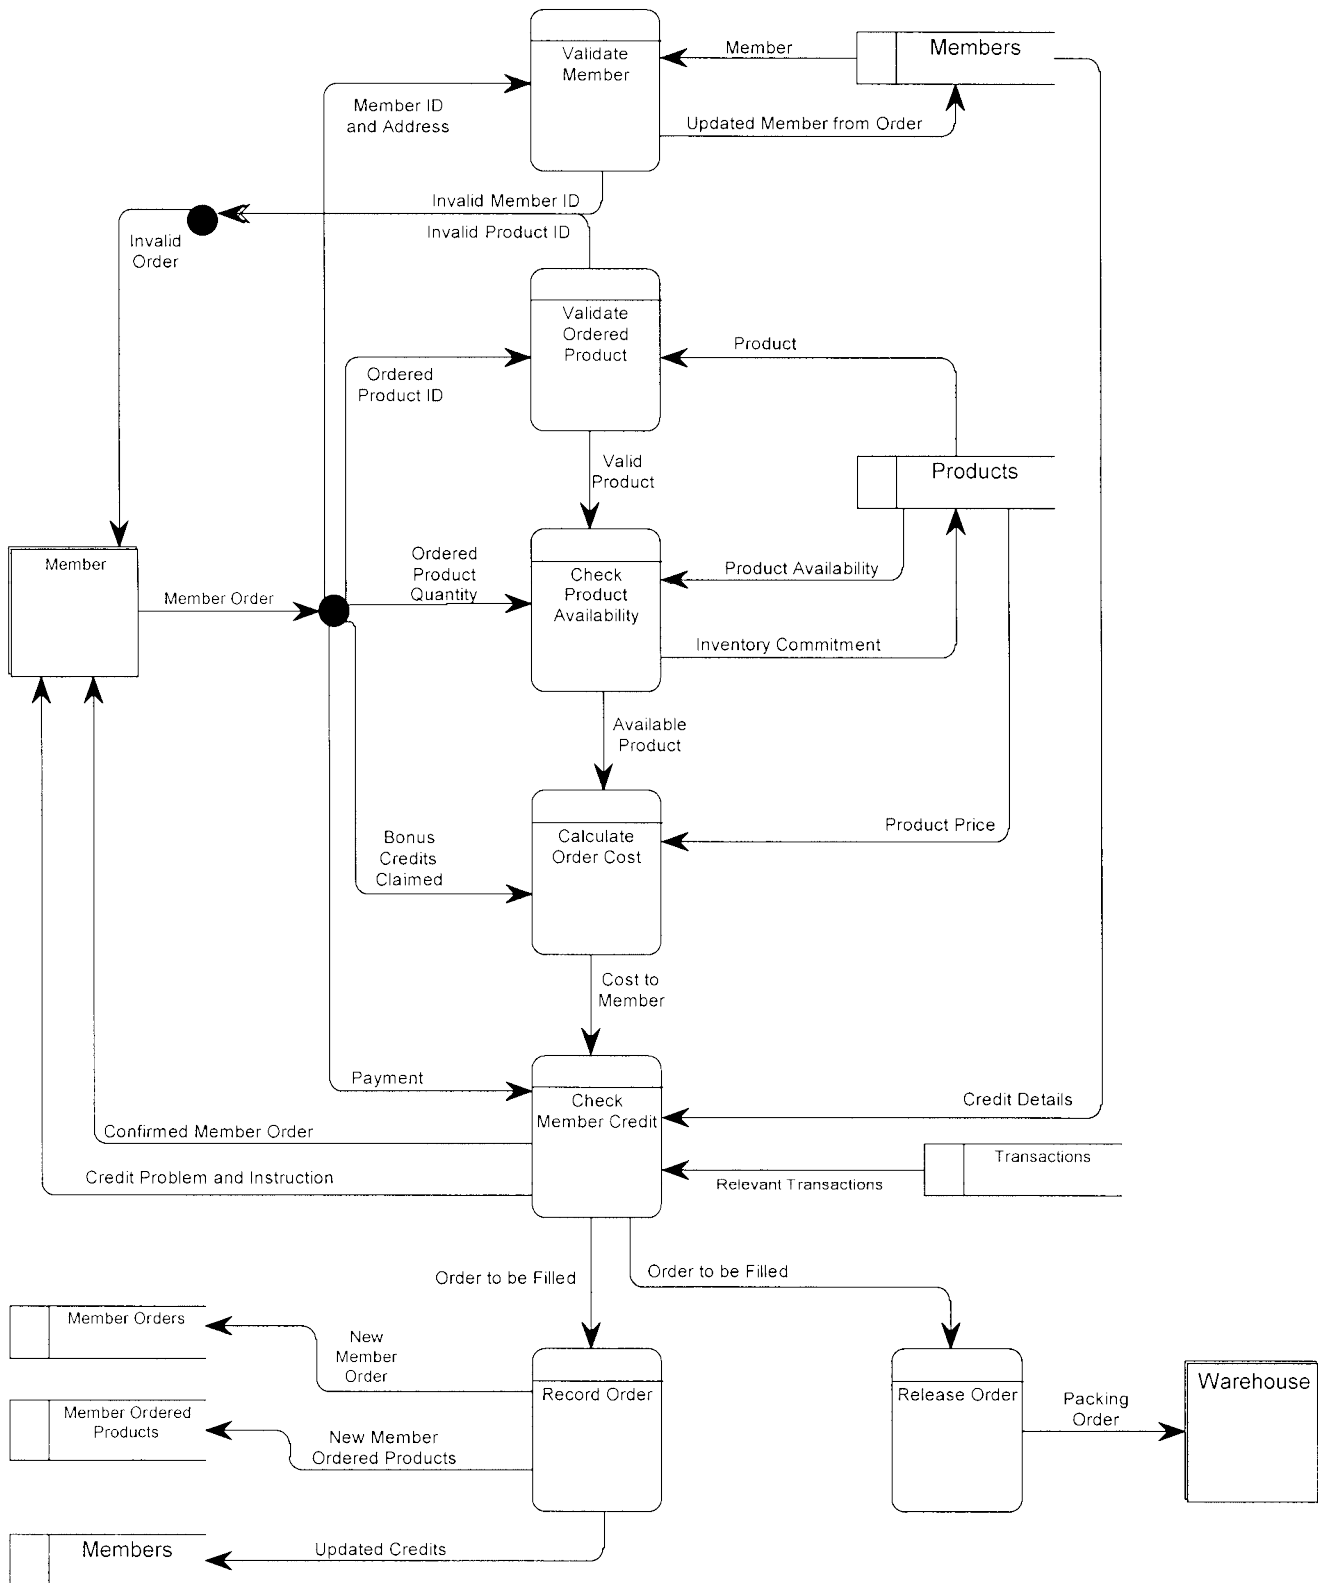 Validate
Member
Member
Members
Member ID
and Address
Updated Member from Order
Invalid Member ID
Invalid Product ID
Invalid
Order
Validate
Ordered
Product
Product
Ordered
Product ID
Valid
Product
Products
Member
Ordered
Product
Quantity
Check
Product
Availability
Product Availability
Member Order
Inventory Commitment
Available
Product
Calculate
Order Cost
Product Price
Bonus
Credits
Claimed
Cost to
Member
Payment
Check
Member Credit
Credit Details
Confirmed Member Order
Transactions
Credit Problem and Instruction
Relevant Transactions
Order to be Filled
Order to be Filled
Member Orders
New
Member
Order
Record Order
Release Order
Packing
Order
Warehouse
Member Ordered
Products
New Member
Ordered Products
Members
Updated Credits